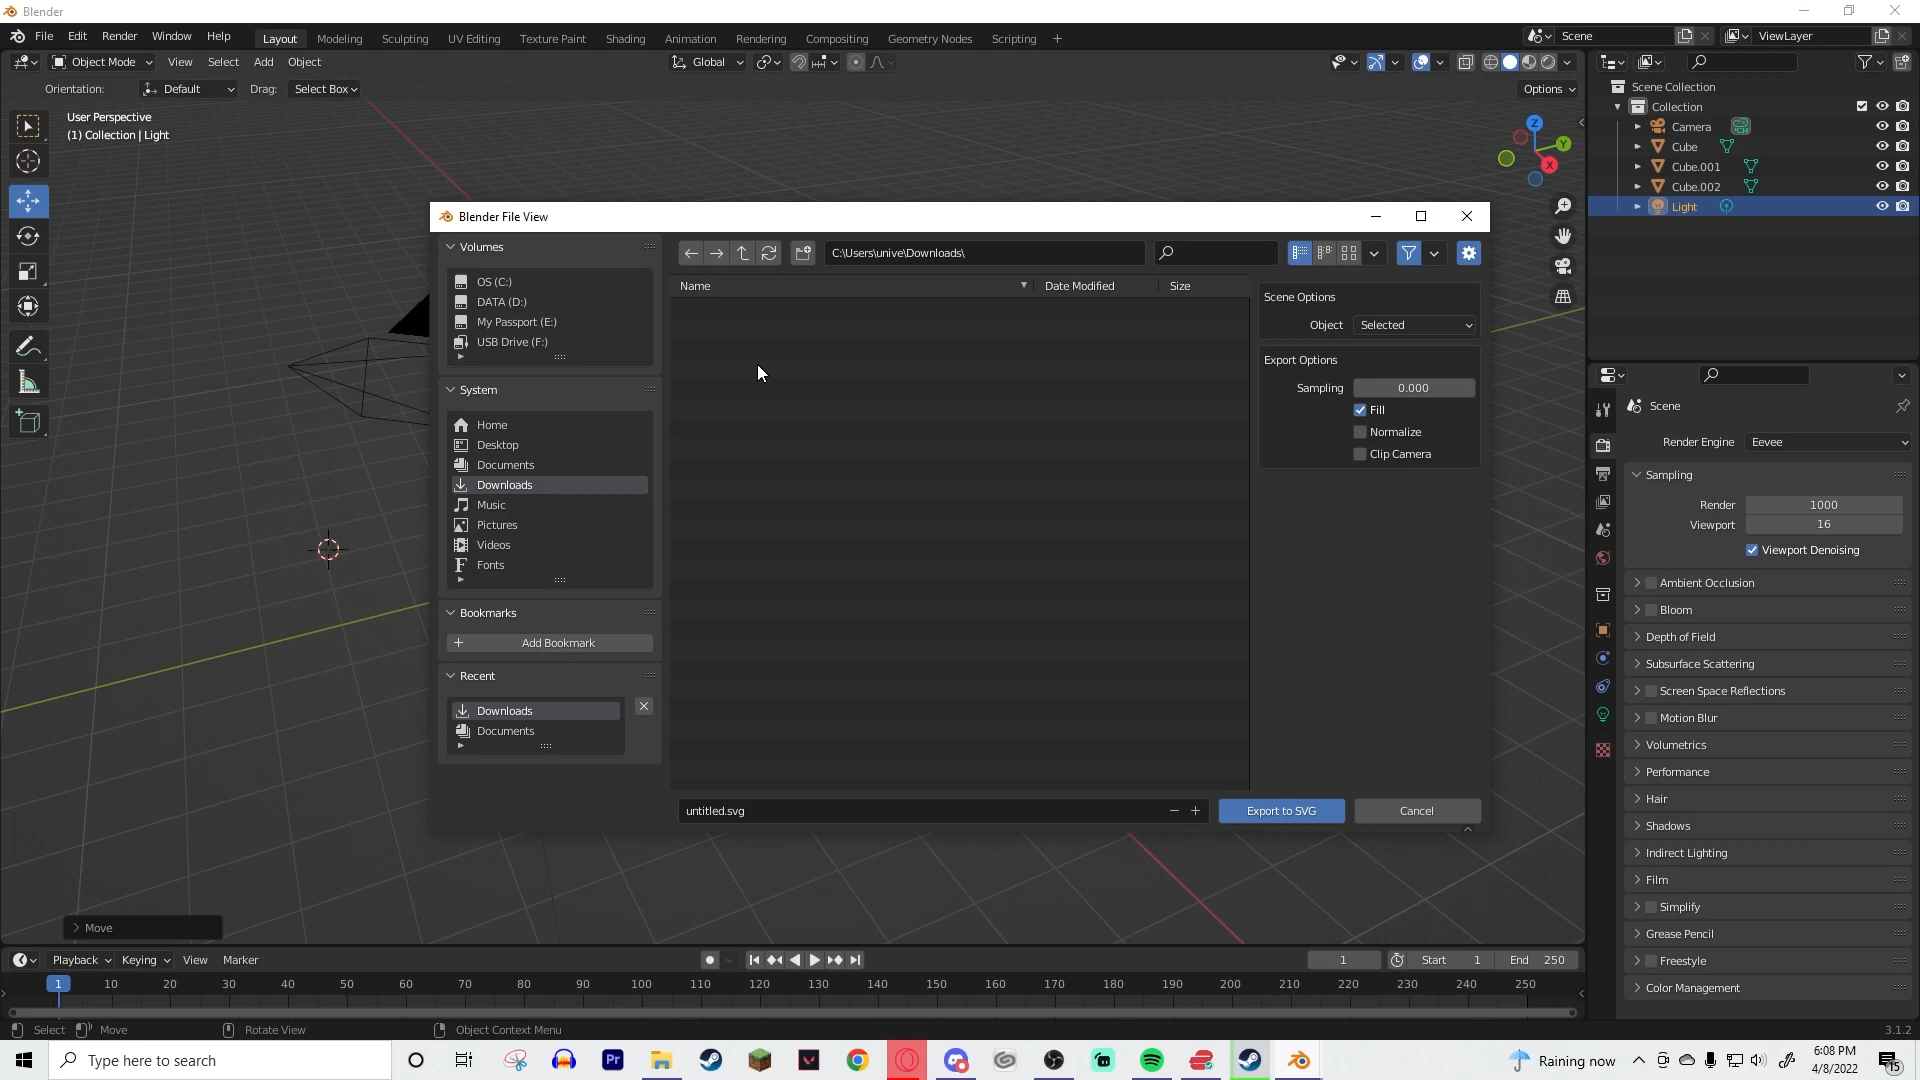 Blender
File Edit Render Window Help Layout Modeling Sculpting UV Editing Texture Paint Shading Animation Rendering Compositing Geometry Nodes Scripting + Scene ViewLayer
Object Mode View Select Add Object Global
Orientation: Default Drag: Select Box Options
User Perspective
(1) Collection | Light
Z
Y
X
Scene Collection
Collection
Camera
Cube
Cube.001
Cube.002
Light
Blender File View
Volumes
OS (C:)
DATA (D:)
My Passport (E:)
USB Drive (F:)
System
Home
Desktop
Documents
Downloads
Music
Pictures
Videos
Fonts
Bookmarks
Add Bookmark
Recent
Downloads
Documents
C:\Users\unive\Downloads\
Name Date Modified Size
Scene Options
Object Selected
Export Options
Sampling 0.000
Fill
Normalize
Clip Camera
untitled.svg Export to SVG Cancel
Scene
Render Engine Eevee
Sampling
Render 1000
Viewport 16
Viewport Denoising
Ambient Occlusion
Bloom
Depth of Field
Subsurface Scattering
Screen Space Reflections
Motion Blur
Volumetrics
Performance
Hair
Shadows
Indirect Lighting
Film
Simplify
Grease Pencil
Freestyle
Color Management
Move
Playback Keying View Marker 1 Start 1 End 250
1 10 20 30 40 50 60 70 80 90 100 110 120 130 140 150 160 170 180 190 200 210 220 230 240 250
Select Move Rotate View Object Context Menu 3.1.2
Type here to search
Pr
Raining now
6:08 PM
4/8/2022
15